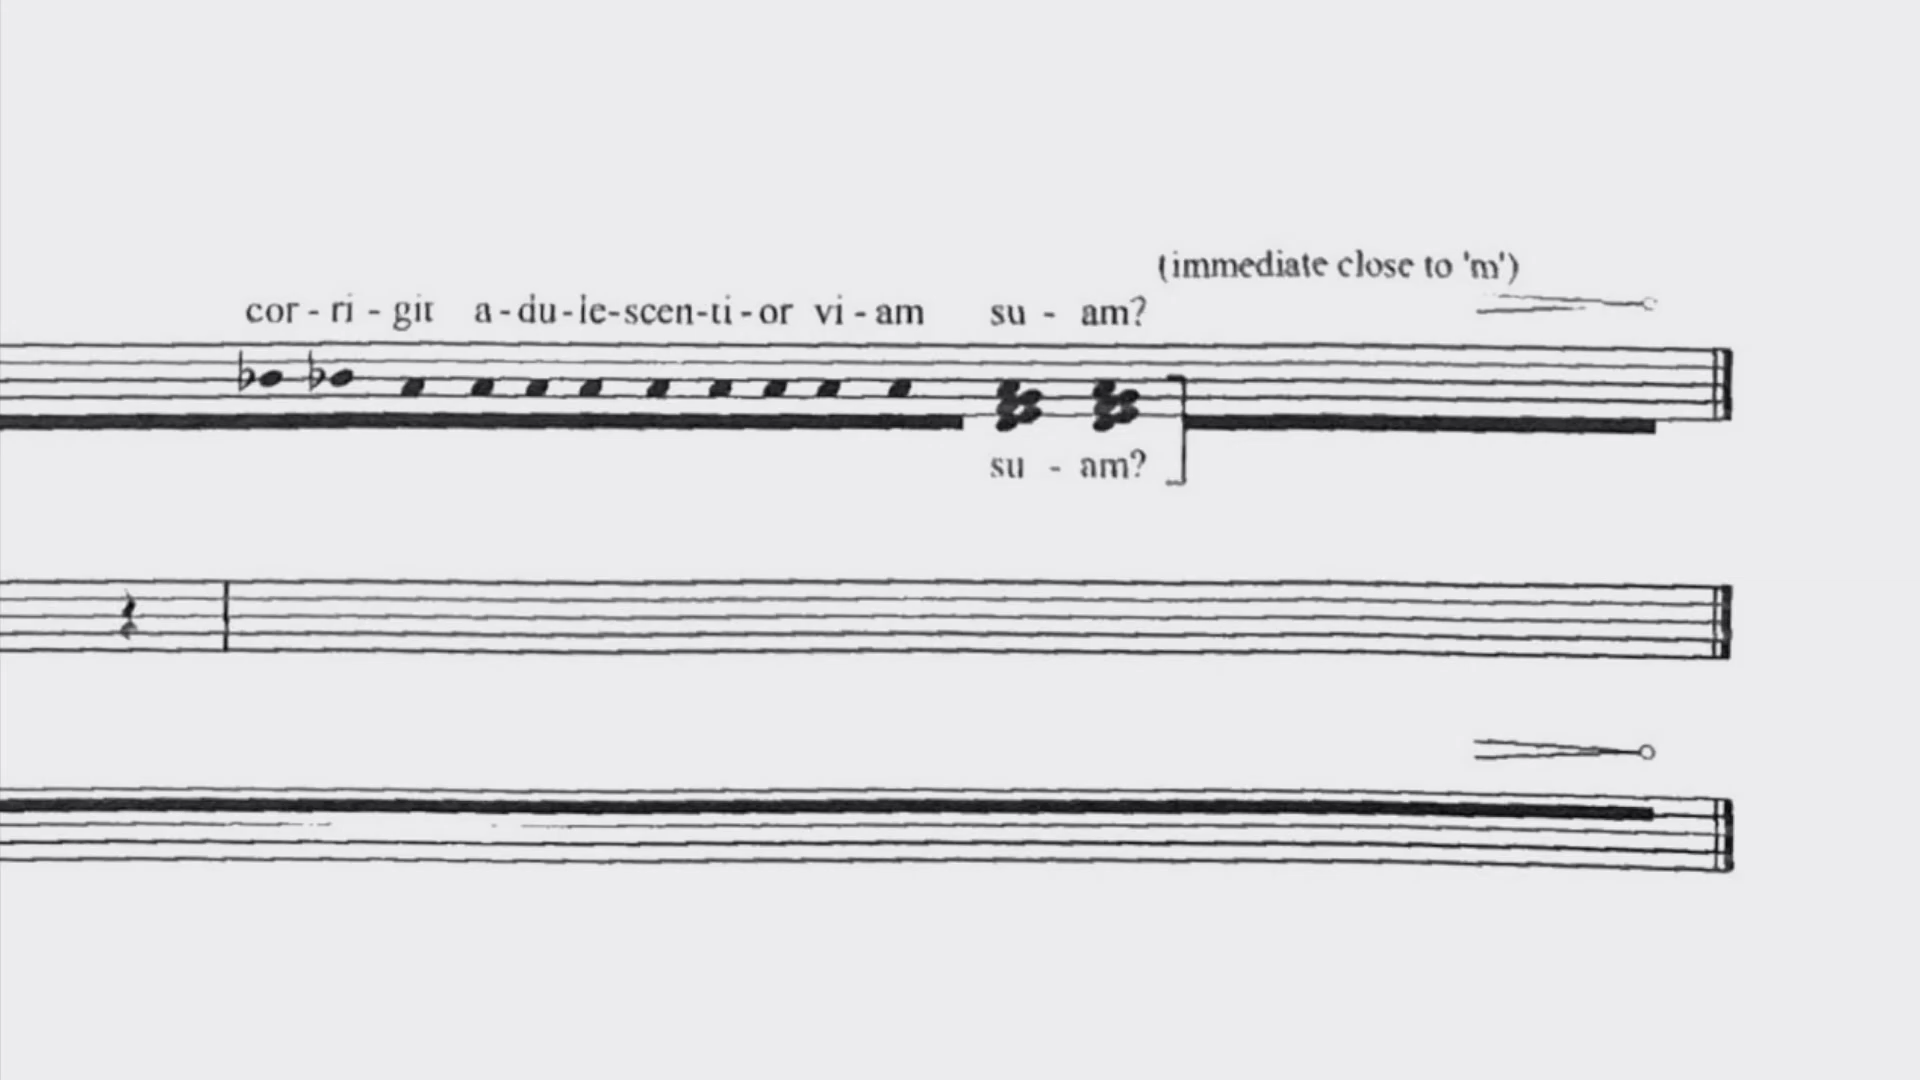 (immediate close to 'm')
cor - ri - git a - du - le - scen - ti - or vi - am su - am?
su - am?